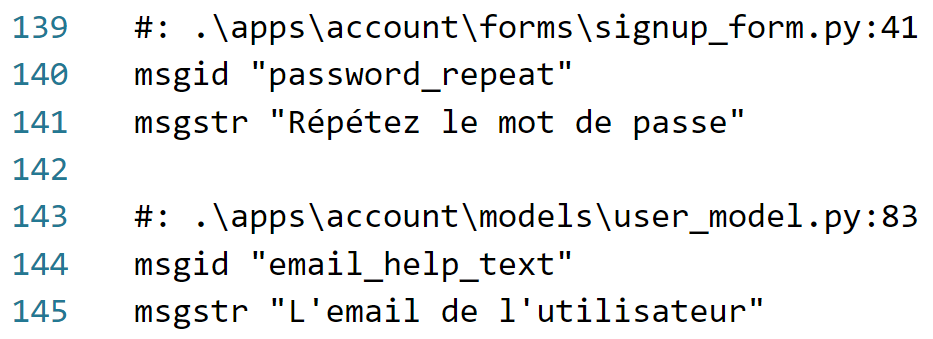 139 #: .\apps\account\forms\signup_form.py:41
140 msgid "password_repeat"
141 msgstr "Répétez le mot de passe"
142
143 #: .\apps\account\models\user_model.py:83
144 msgid "email_help_text"
145 msgstr "L'email de l'utilisateur"